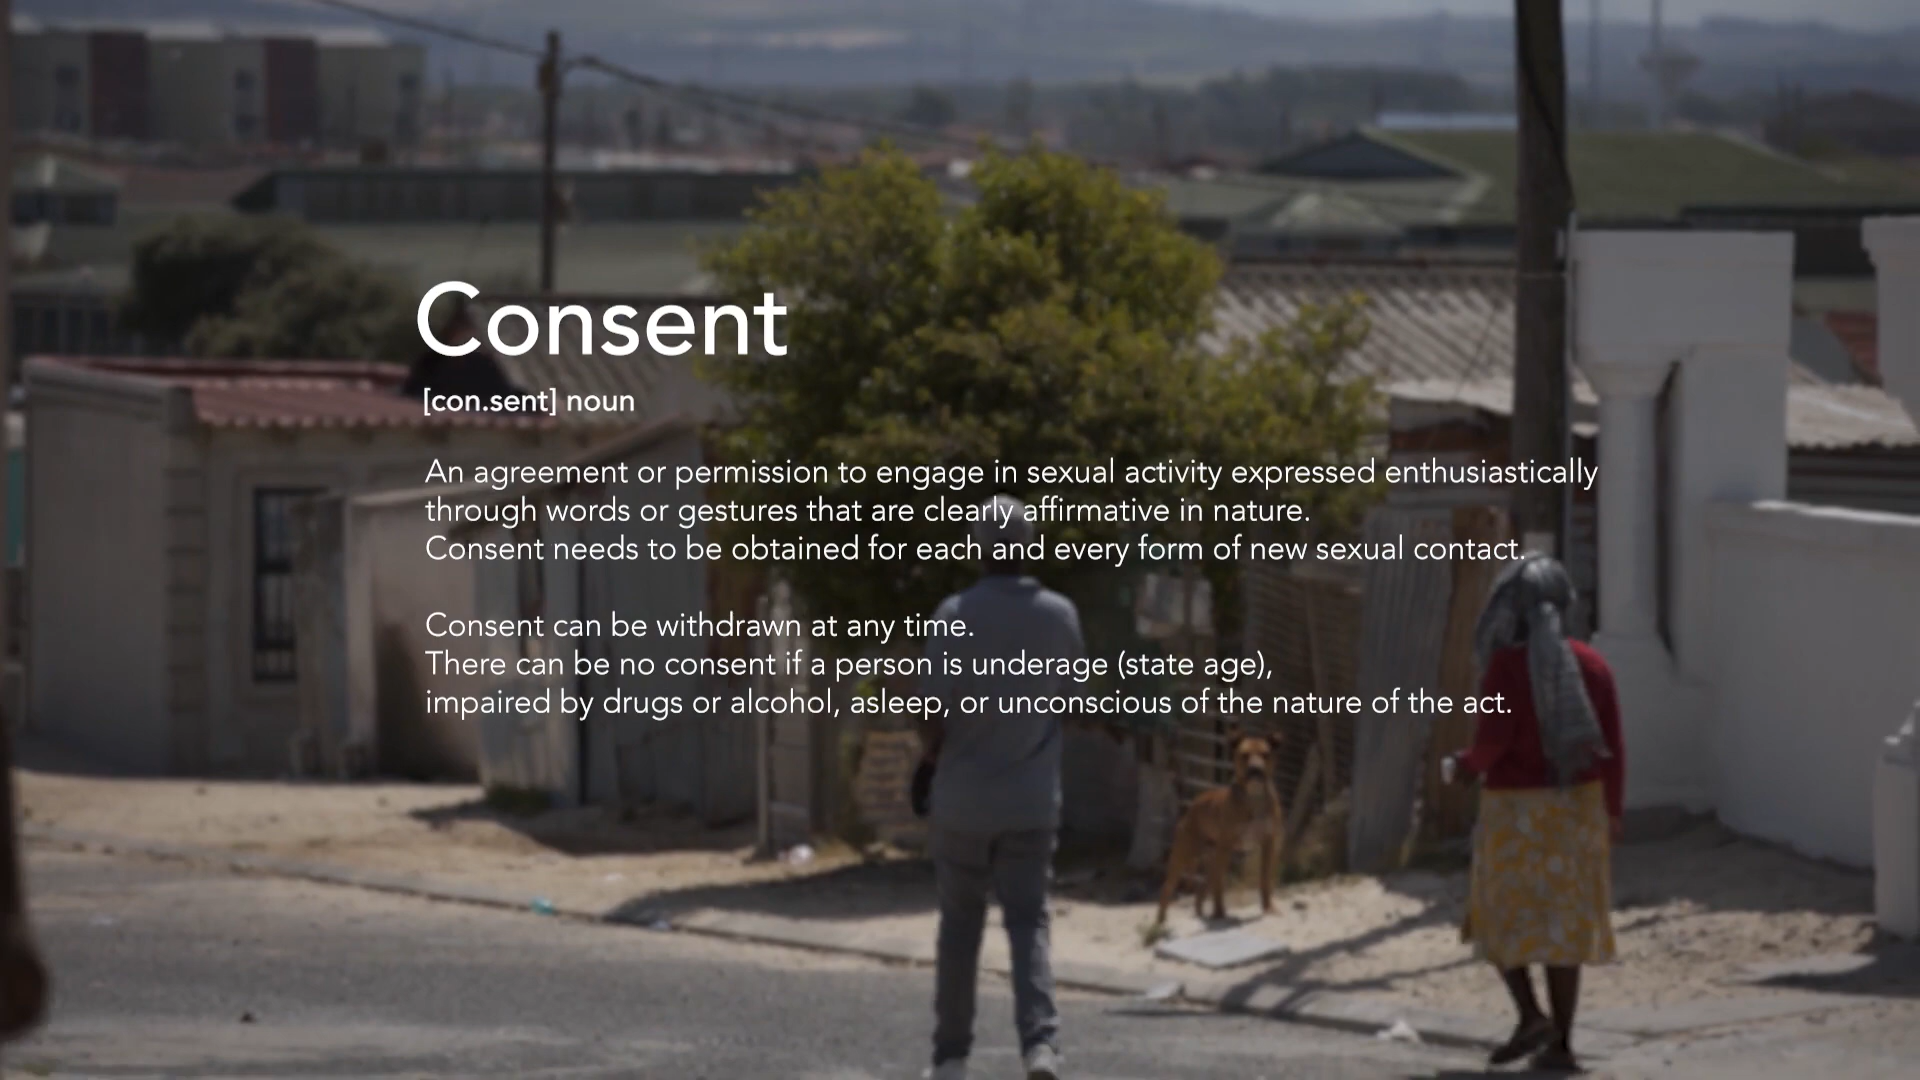 Consent
[con.sent] noun
An agreement or permission to engage in sexual activity expressed enthusiastically
through words or gestures that are clearly affirmative in nature.
Consent needs to be obtained for each and every form of new sexual contact.
Consent can be withdrawn at any time.
There can be no consent if a person is underage (state age),
impaired by drugs or alcohol, asleep, or unconscious of the nature of the act.